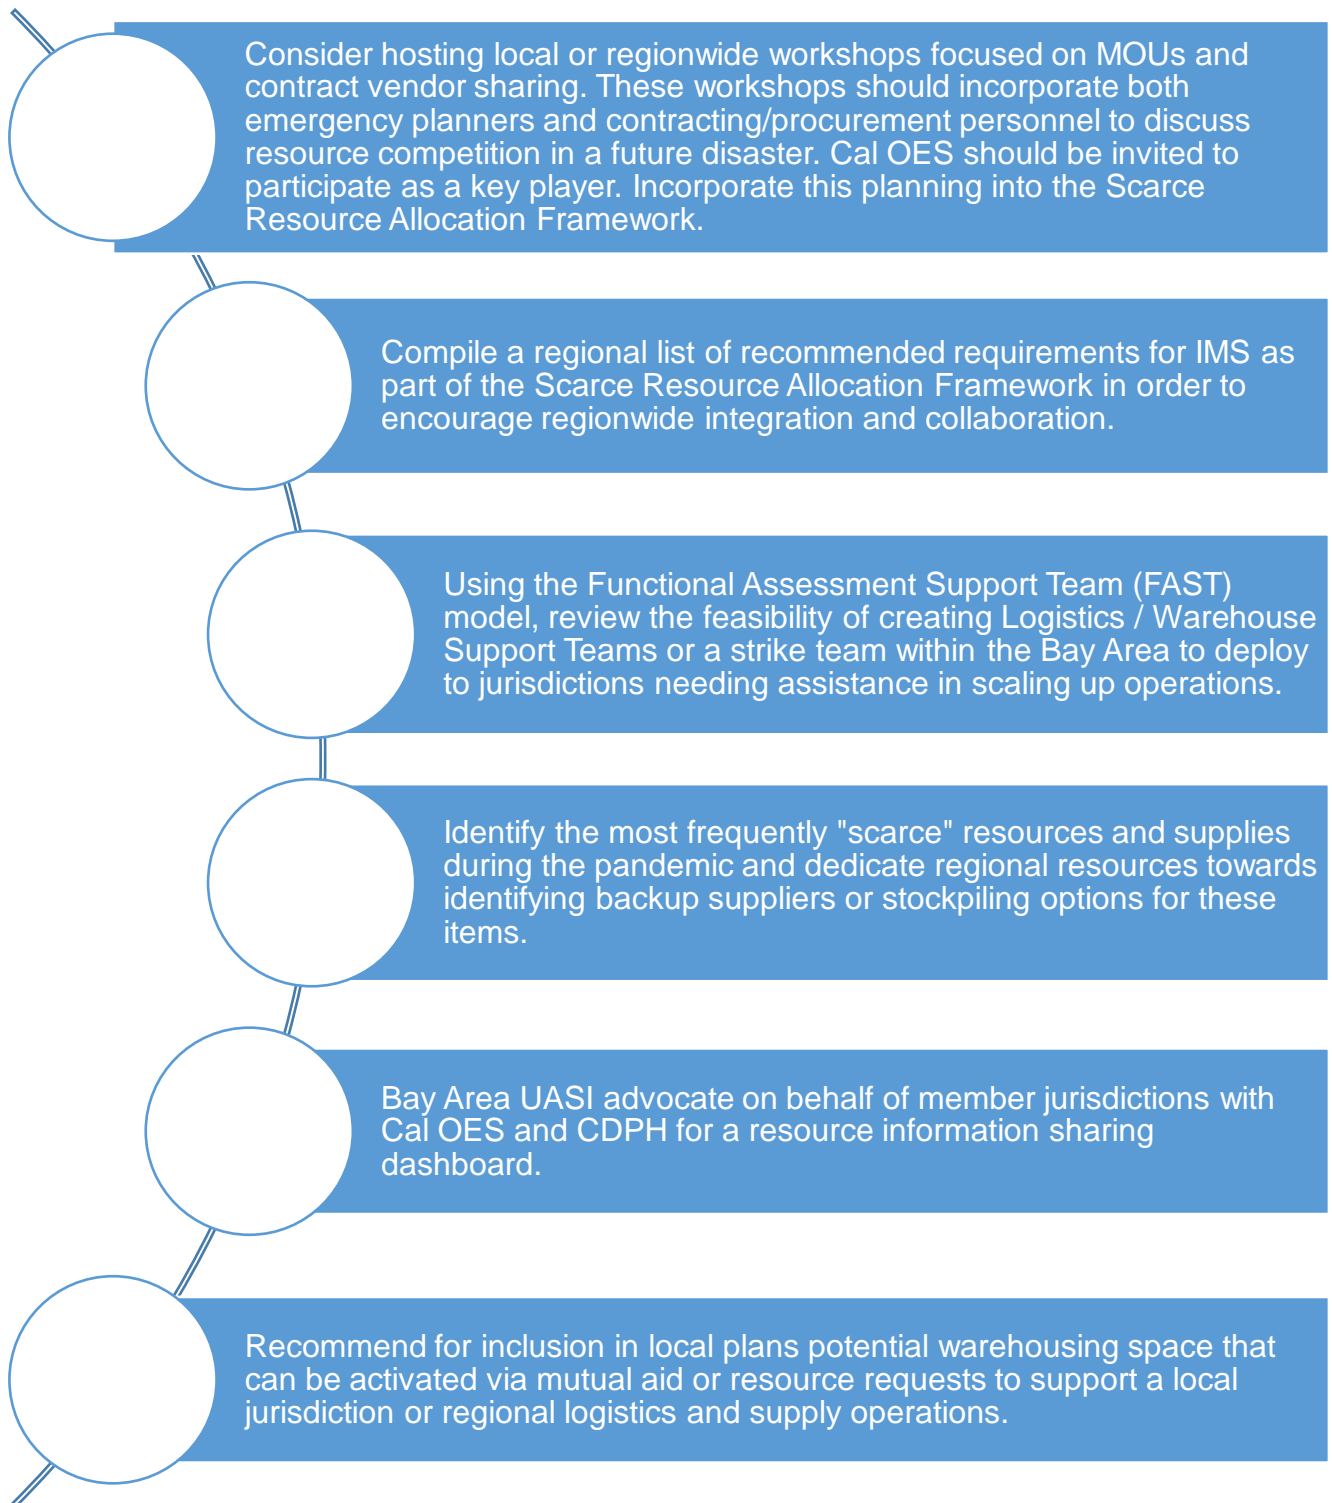 Consider hosting local or regionwide workshops focused on MOUs and
contract vendor sharing. These workshops should incorporate both
emergency planners and contracting/procurement personnel to discuss
resource competition in a future disaster. Cal OES should be invited to
participate as a key player. Incorporate this planning into the Scarce
Resource Allocation Framework.
Compile a regional list of recommended requirements for IMS as
part of the Scarce Resource Allocation Framework in order to
encourage regionwide integration and collaboration.
Using the Functional Assessment Support Team (FAST)
model, review the feasibility of creating Logistics / Warehouse
Support Teams or a strike team within the Bay Area to deploy
to jurisdictions needing assistance in scaling up operations.
Identify the most frequently "scarce" resources and supplies
during the pandemic and dedicate regional resources towards
identifying backup suppliers or stockpiling options for these
items.
Bay Area UASI advocate on behalf of member jurisdictions with
Cal OES and CDPH for a resource information sharing
dashboard.
Recommend for inclusion in local plans potential warehousing space that
can be activated via mutual aid or resource requests to support a local
jurisdiction or regional logistics and supply operations.